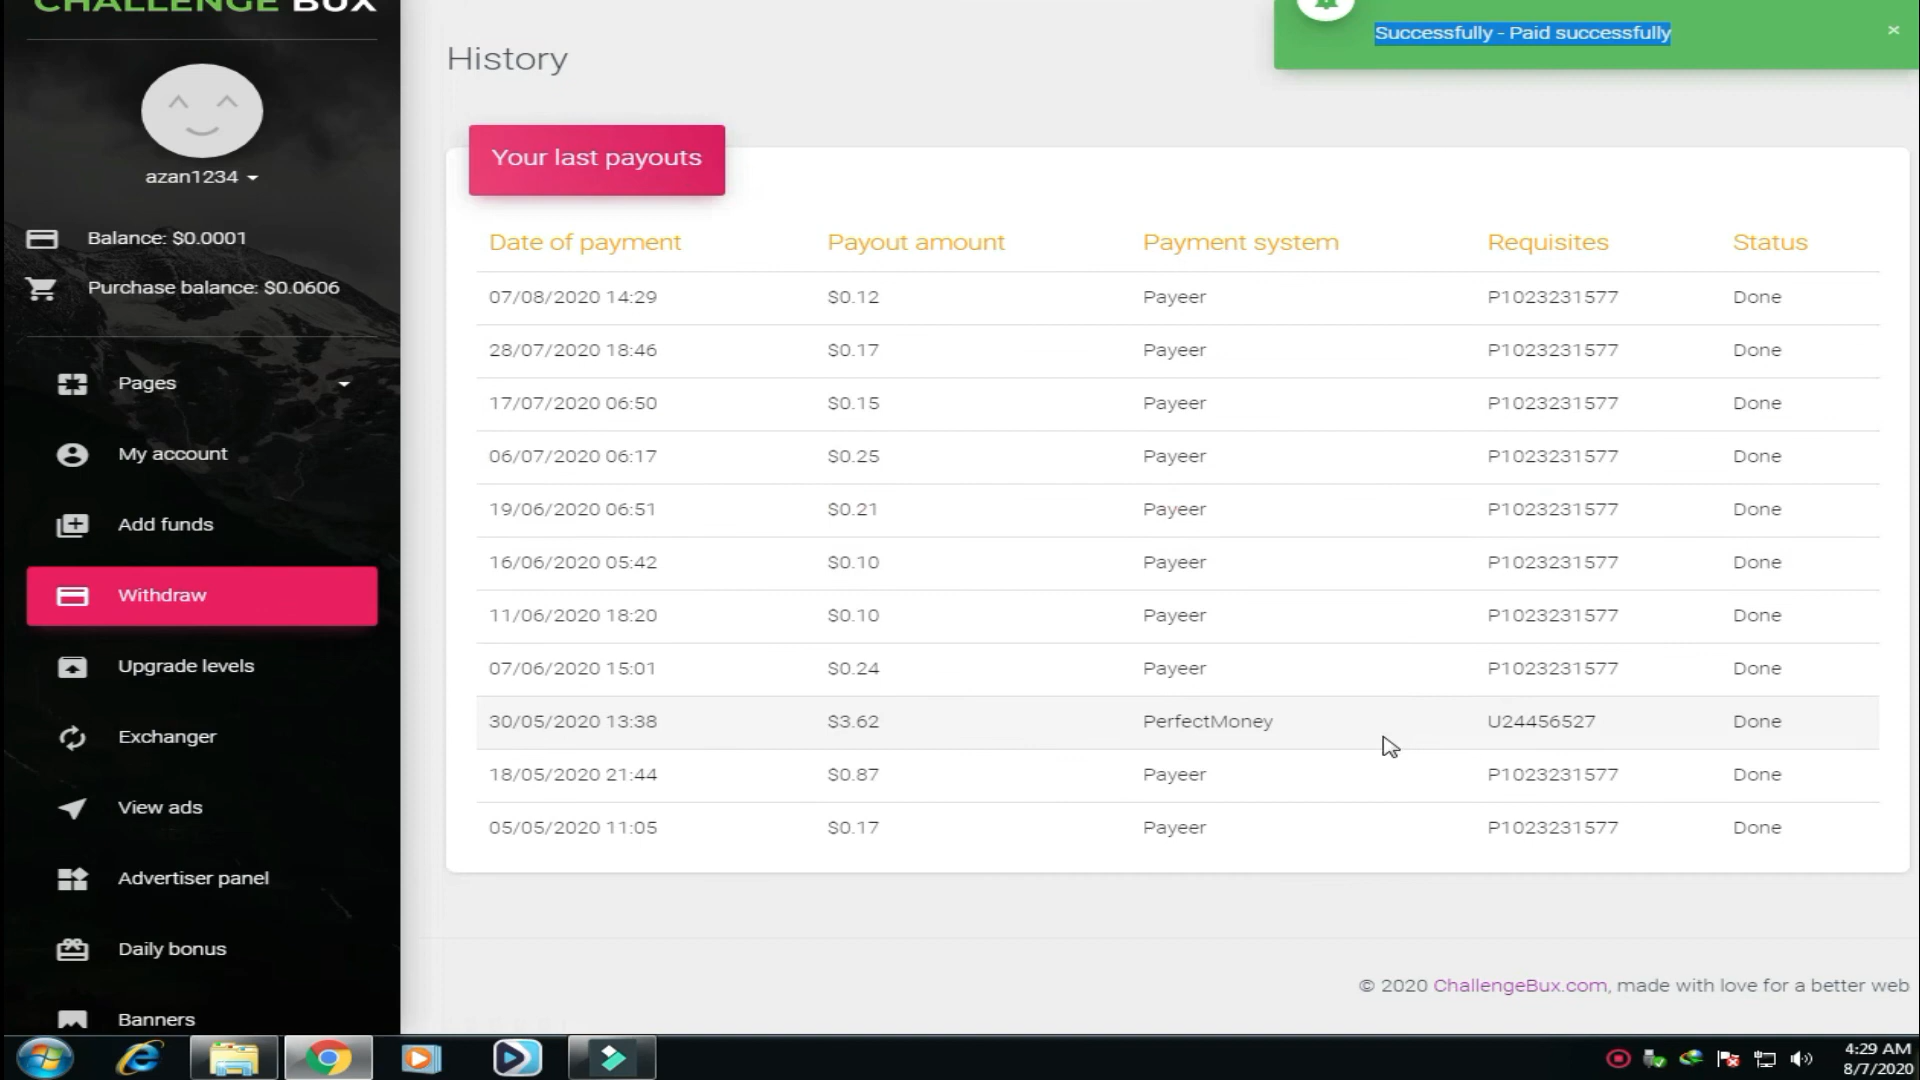 CHALLENGE BUX
Successfully - Paid successfully
×
History
azan1234
Balance: $0.0001
Purchase balance: $0.0606
Pages
My account
Add funds
Withdraw
Upgrade levels
Exchanger
View ads
Advertiser panel
Daily bonus
Banners
Your last payouts
Date of payment Payout amount Payment system Requisites Status
07/08/2020 14:29 $0.12 Payeer P1023231577 Done
28/07/2020 18:46 $0.17 Payeer P1023231577 Done
17/07/2020 06:50 $0.15 Payeer P1023231577 Done
06/07/2020 06:17 $0.25 Payeer P1023231577 Done
19/06/2020 06:51 $0.21 Payeer P1023231577 Done
16/06/2020 05:42 $0.10 Payeer P1023231577 Done
11/06/2020 18:20 $0.10 Payeer P1023231577 Done
07/06/2020 15:01 $0.24 Payeer P1023231577 Done
30/05/2020 13:38 $3.62 PerfectMoney U24456527 Done
18/05/2020 21:44 $0.87 Payeer P1023231577 Done
05/05/2020 11:05 $0.17 Payeer P1023231577 Done
© 2020 ChallengeBux.com, made with love for a better web
4:29 AM
8/7/2020